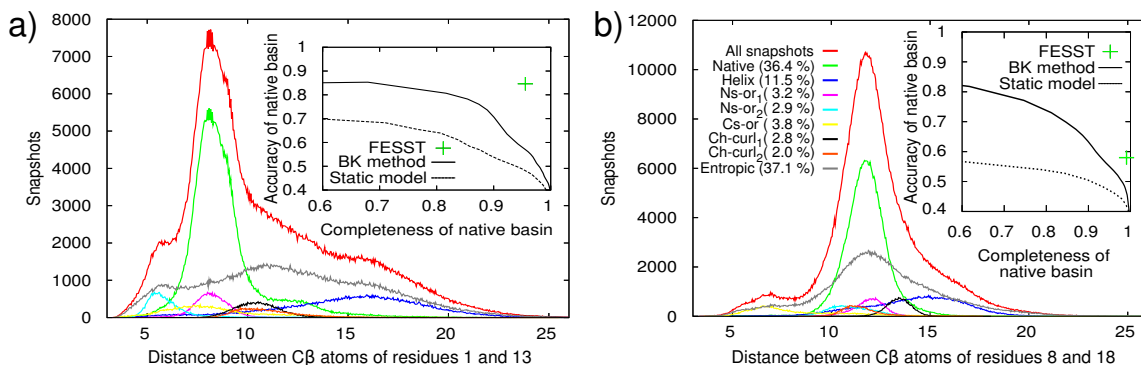 a)
8000
7000
6000
5000
4000
3000
2000
1000
0
Snapshots
5
10
15
20
25
Distance between Cβ atoms of residues 1 and 13
1
0.9
0.8
0.7
0.6
0.5
0.4
Accuracy of native basin
FESST
BK method
Static model
0.6
0.7
0.8
0.9
1
Completeness of native basin
b)
12000
10000
8000
6000
4000
2000
0
Snapshots
All snapshots
Native (36.4 %)
Helix (11.5 %)
Ns-or1( 3.2 %)
Ns-or2( 2.9 %)
Cs-or ( 3.8 %)
Ch-curl1( 2.8 %)
Ch-curl2( 2.0 %)
Entropic (37.1 %)
5
10
15
20
25
Distance between Cβ atoms of residues 8 and 18
1
0.9
0.8
0.7
0.6
0.5
0.4
Accuracy of native basin
FESST
BK method
Static model
0.6
0.7
0.8
0.9
1
Completeness of
native basin